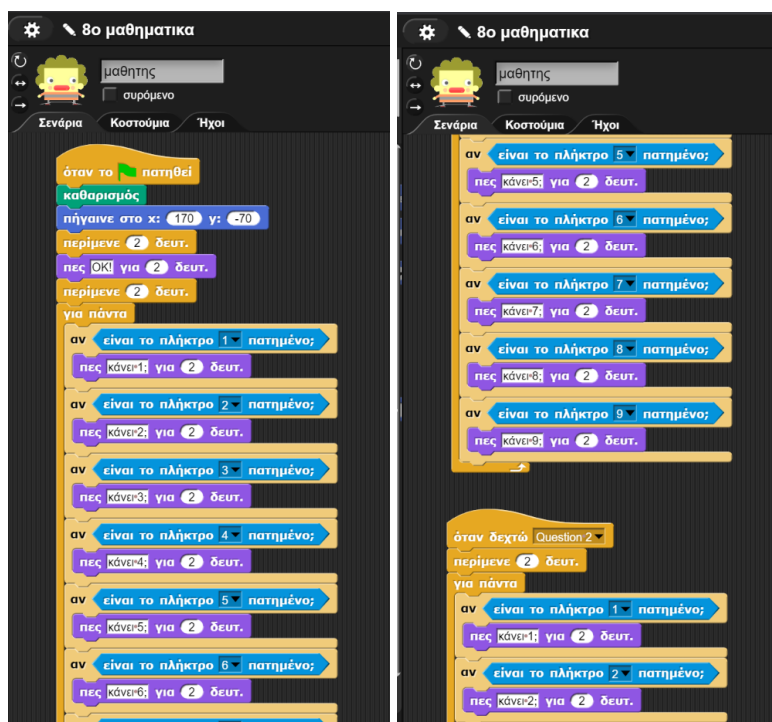 8ο μαθηματικα
μαθητης
συρόμενο
Σενάρια Κοστούμια Ήχοι
όταν το πατηθεί
καθαρισμός
πήγαινε στο x: 170 y: -70
περίμενε 2 δευτ.
πες ΟΚ! για 2 δευτ.
περίμενε 2 δευτ.
για πάντα
αν είναι το πλήκτρο 1 πατημένο;
πες κάνει 1; για 2 δευτ.
αν είναι το πλήκτρο 2 πατημένο;
πες κάνει 2; για 2 δευτ.
αν είναι το πλήκτρο 3 πατημένο;
πες κάνει 3; για 2 δευτ.
αν είναι το πλήκτρο 4 πατημένο;
πες κάνει 4; για 2 δευτ.
αν είναι το πλήκτρο 5 πατημένο;
πες κάνει 5; για 2 δευτ.
αν είναι το πλήκτρο 6 πατημένο;
πες κάνει 6; για 2 δευτ.
8ο μαθηματικα
μαθητης
συρόμενο
Σενάρια Κοστούμια Ήχοι
αν είναι το πλήκτρο 5 πατημένο;
πες κάνει 5; για 2 δευτ.
αν είναι το πλήκτρο 6 πατημένο;
πες κάνει 6; για 2 δευτ.
αν είναι το πλήκτρο 7 πατημένο;
πες κάνει 7; για 2 δευτ.
αν είναι το πλήκτρο 8 πατημένο;
πες κάνει 8; για 2 δευτ.
αν είναι το πλήκτρο 9 πατημένο;
πες κάνει 9; για 2 δευτ.
όταν δεχτώ Question 2
περίμενε 2 δευτ.
για πάντα
αν είναι το πλήκτρο 1 πατημένο;
πες κάνει 1; για 2 δευτ.
αν είναι το πλήκτρο 2 πατημένο;
πες κάνει 2; για 2 δευτ.